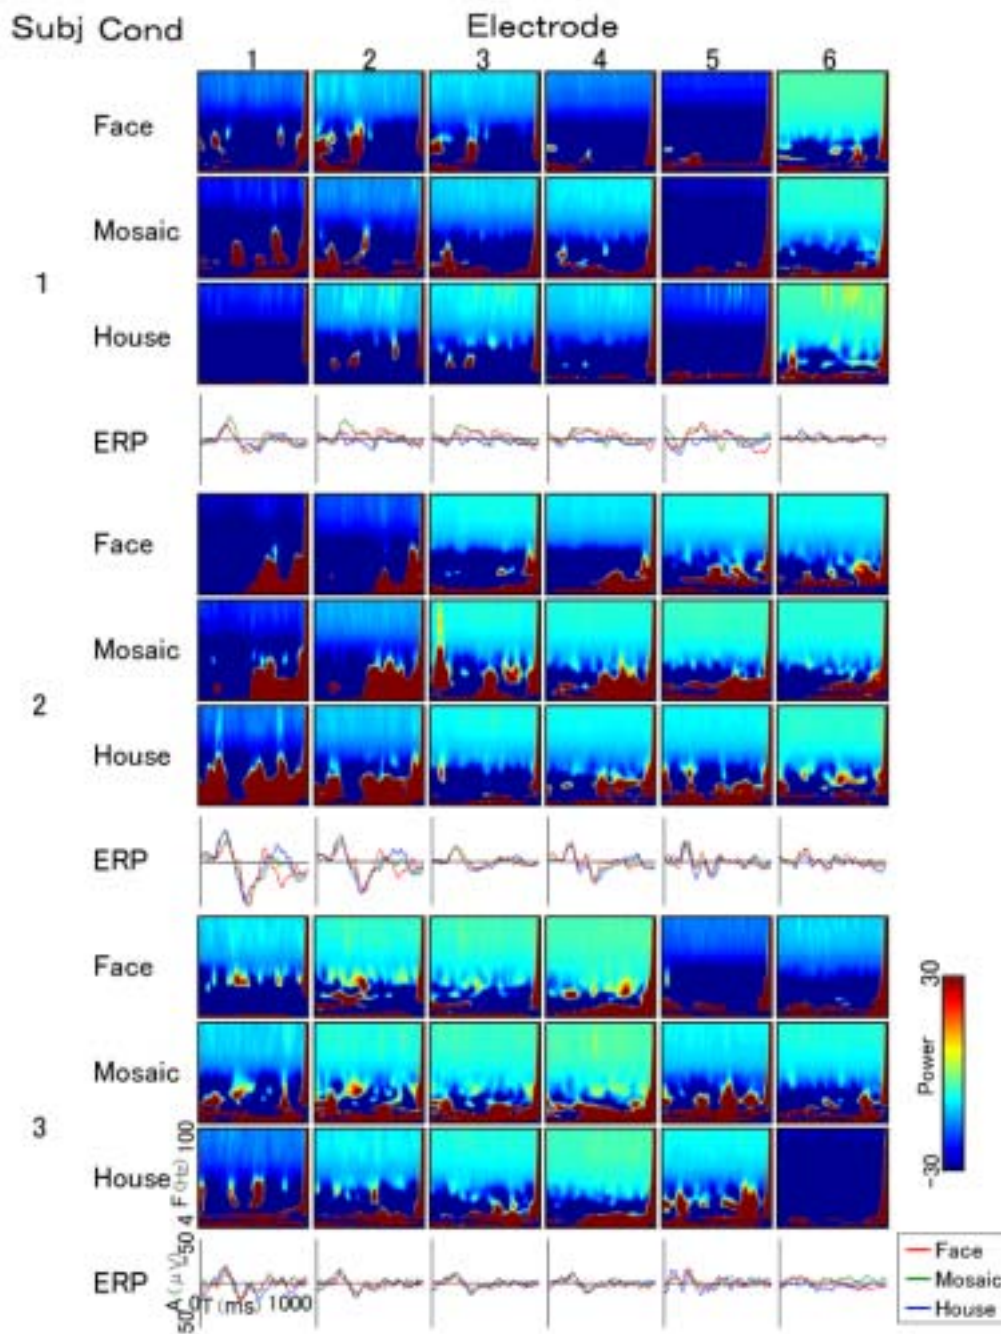 Subj Cond Electrode
1 2 3 4 5 6
Face
Mosaic
1
House
ERP
Face
Mosaic
2
House
ERP
Face
30
Mosaic
Power
3
-30
House
4 F (Hz) 100
ERP
50 A (μV) 50
0T (ms) 1000
Face
Mosaic
House